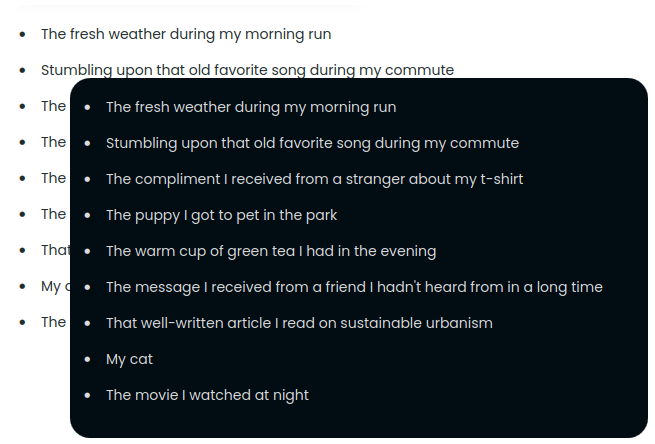 The fresh weather during my morning run
Stumbling upon that old favorite song during my commute
The
The
The
The
That
My
The
The fresh weather during my morning run
Stumbling upon that old favorite song during my commute
The compliment I received from a stranger about my t-shirt
The puppy I got to pet in the park
The warm cup of green tea I had in the evening
The message I received from a friend I hadn't heard from in a long time
That well-written article I read on sustainable urbanism
My cat
The movie I watched at night